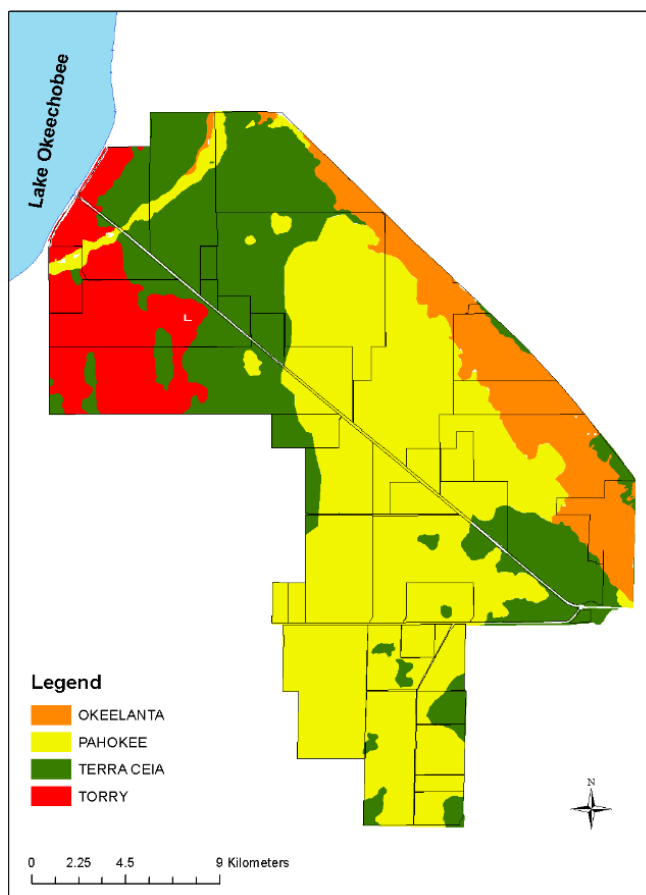 Lake Okeechobee
Legend
OKEELANTA
PAHOKEE
TERRA CEIA
TORRY
N
0 2.25 4.5 9 Kilometers